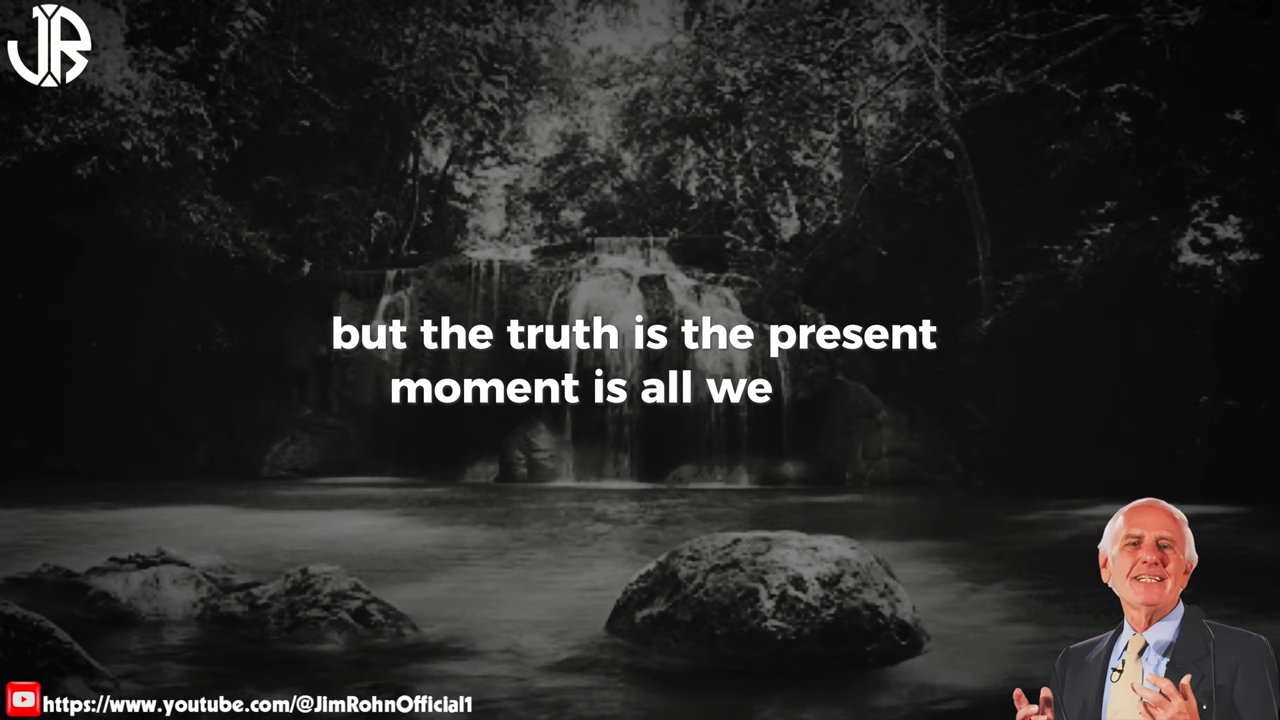 JR
but the truth is the present
moment is all we
https://www.youtube.com/@JimRohnOfficial1